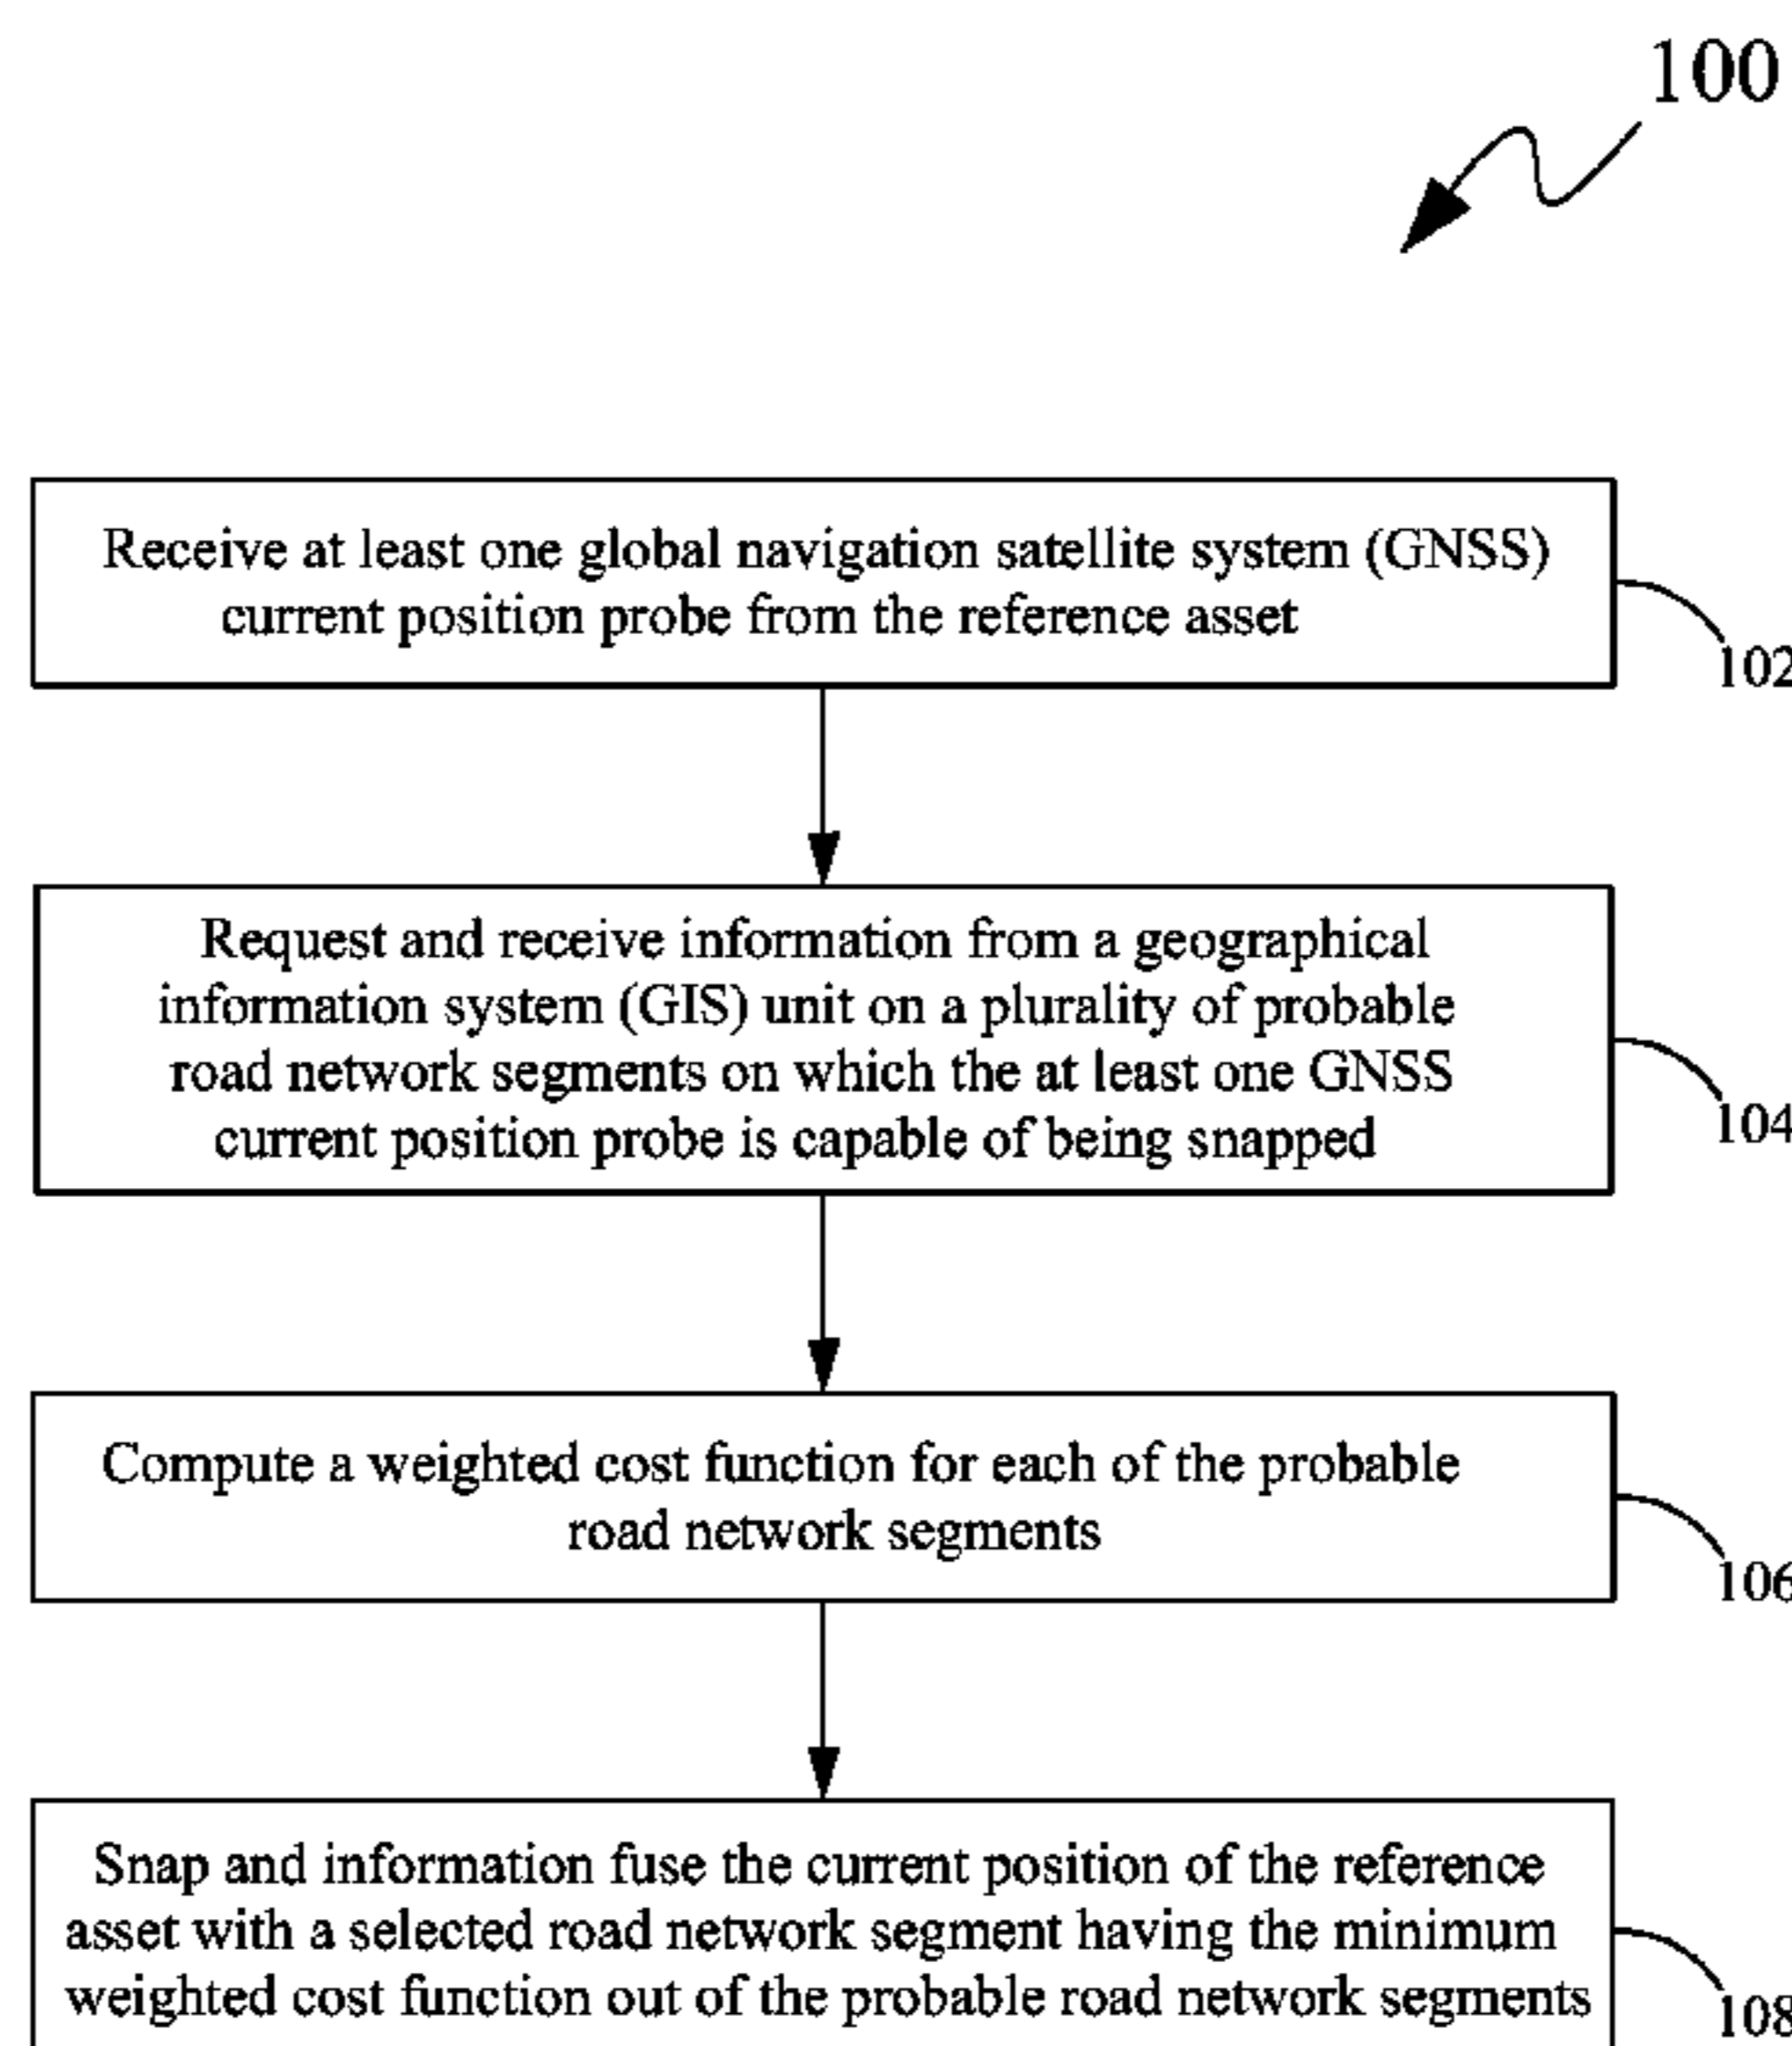 100
Receive at least one global navigation satellite system (GNSS)
current position probe from the reference asset
102
Request and receive information from a geographical
information system (GIS) unit on a plurality of probable
road network segments on which the at least one GNSS
current position probe is capable of being snapped
104
Compute a weighted cost function for each of the probable
road network segments
106
Snap and information fuse the current position of the reference
asset with a selected road network segment having the minimum
weighted cost function out of the probable road network segments
108